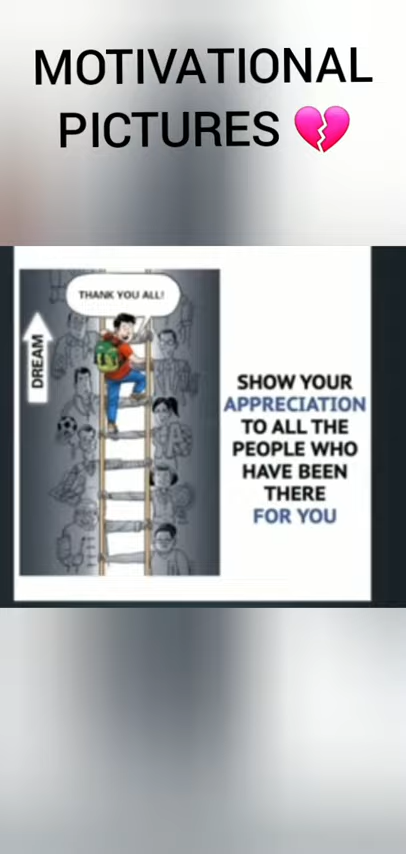 MOTIVATIONAL
PICTURES 💔
THANK YOU ALL!
DREAM
SHOW YOUR
APPRECIATION
TO ALL THE
PEOPLE WHO
HAVE BEEN
THERE
FOR YOU